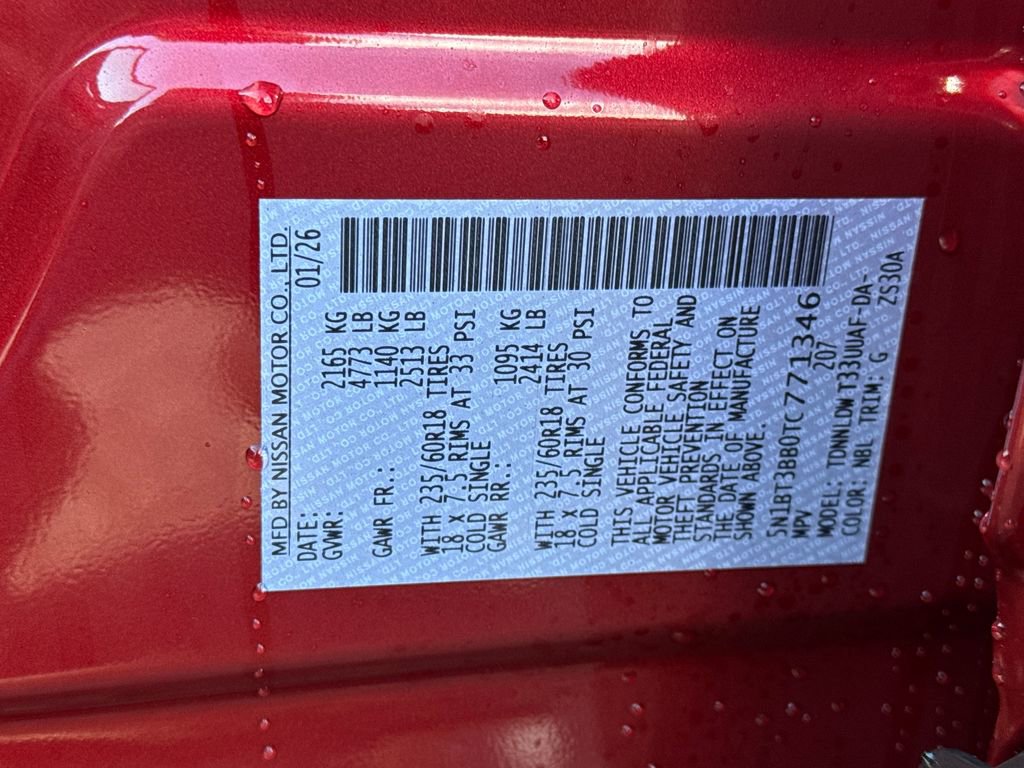 MFD BY NISSAN MOTOR CO., LTD.
DATE: 01/26
GVWR: 2165 KG
4773 LB
GAWR FR.: 1140 KG
2513 LB
WITH 235/60R18 TIRES
18 X 7.5 RIMS AT 33 PSI
COLD SINGLE
GAWR RR.: 1095 KG
2414 LB
WITH 235/60R18 TIRES
18 X 7.5 RIMS AT 30 PSI
COLD SINGLE
THIS VEHICLE CONFORMS TO
ALL APPLICABLE FEDERAL
MOTOR VEHICLE SAFETY AND
THEFT PREVENTION
STANDARDS IN EFFECT ON
THE DATE OF MANUFACTURE
SHOWN ABOVE.
5N1BT3BB0TC771346
MPV 207
MODEL: TDNNLDW T33UUAF-DA-
COLOR: NBL TRIM: G ZS30A